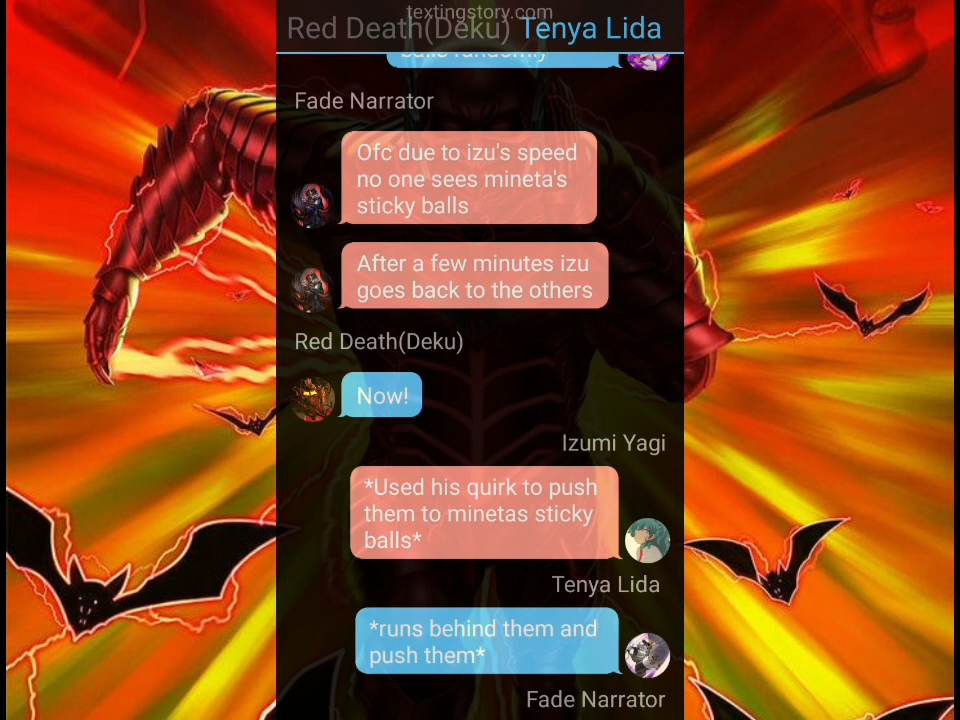 textingstory.com
Red Death(Deku) Tenya Lida
balls randomly
Fade Narrator
Ofc due to izu's speed
no one sees mineta's
sticky balls
After a few minutes izu
goes back to the others
Red Death(Deku)
Now!
Izumi Yagi
*Used his quirk to push
them to minetas sticky
balls*
Tenya Lida
*runs behind them and
push them*
Fade Narrator